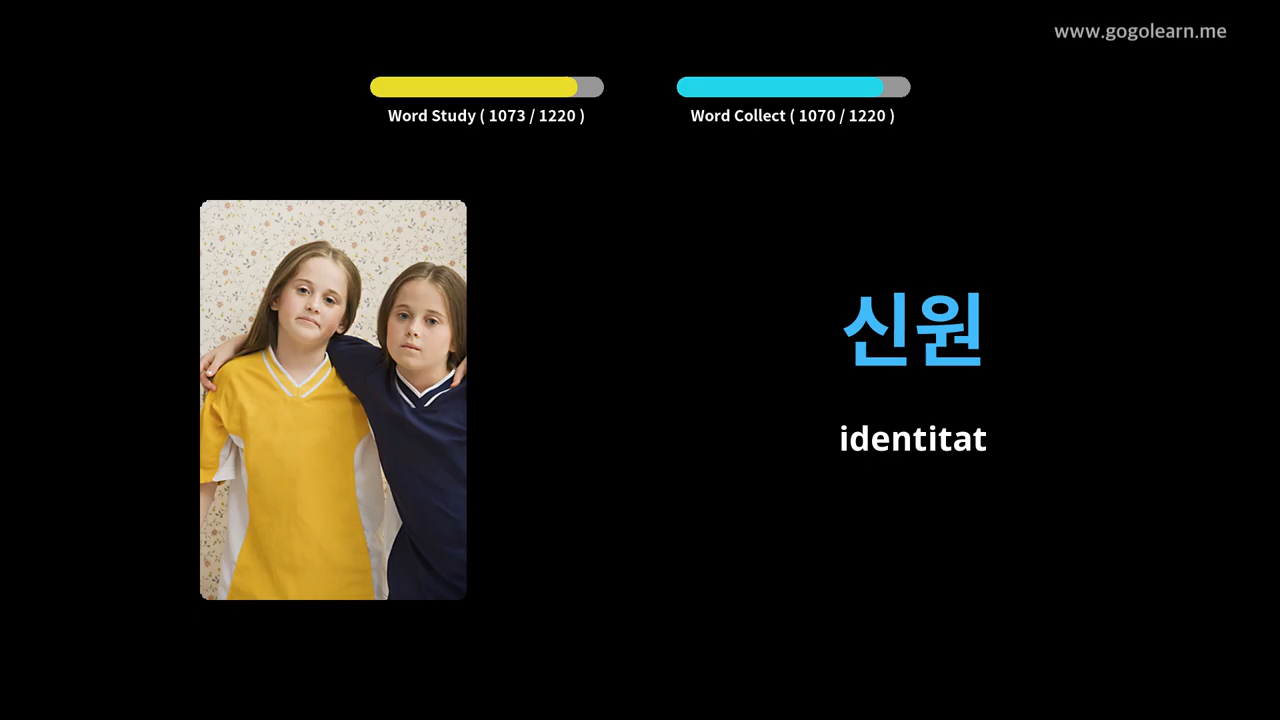 www.gogolearn.me
Word Study ( 1073 / 1220 )
Word Collect ( 1070 / 1220 )
신원
identitat